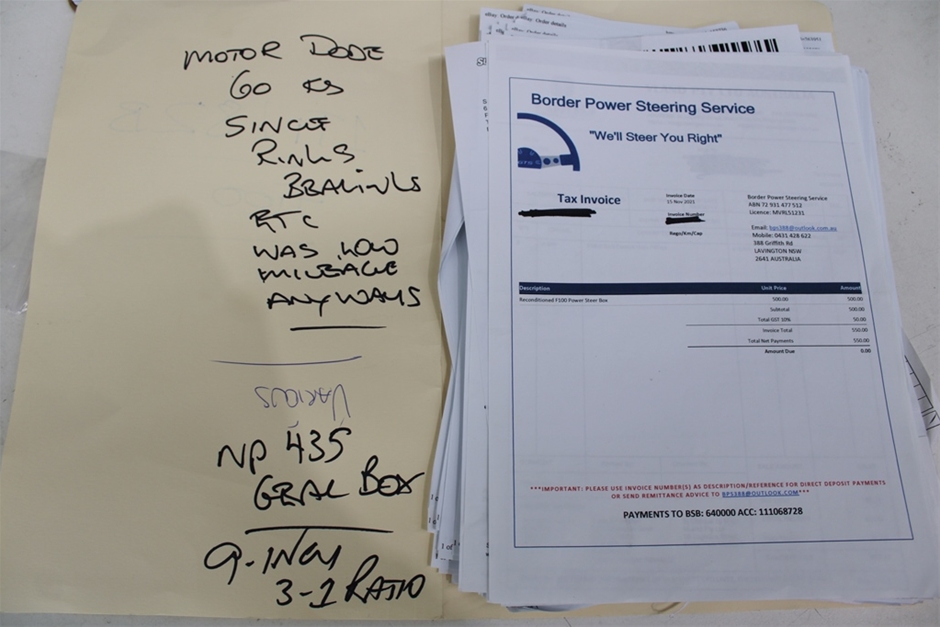 MOTOR DONE
60 KS
SINCE
RINGS
BEARINGS
ETC
WAS LOW
MILEAGE
ANYWAYS
VARIOUS
NP 435
GEAR BOX
9-INCH
3-1 RATIO
Order details
Border Power Steering Service
"We'll Steer You Right"
Tax Invoice
Invoice Date
15 Nov 2021
Invoice Number
Rego/Km/Cap
Border Power Steering Service
ABN 72 931 477 512
Licence: MVRL51231
Email: bps388@outlook.com.au
Mobile: 0431 428 622
388 Griffith Rd
LAVINGTON NSW
2641 AUSTRALIA
Description Unit Price Amount
Reconditioned F100 Power Steer Box 500.00 500.00
Subtotal 500.00
Total GST 10% 50.00
Invoice Total 550.00
Total Net Payments 550.00
Amount Due 0.00
***IMPORTANT: PLEASE USE INVOICE NUMBER(S) AS DESCRIPTION/REFERENCE FOR DIRECT DEPOSIT PAYMENTS
OR SEND REMITTANCE ADVICE TO BPS388@OUTLOOK.COM***
PAYMENTS TO BSB: 640000 ACC: 111068728